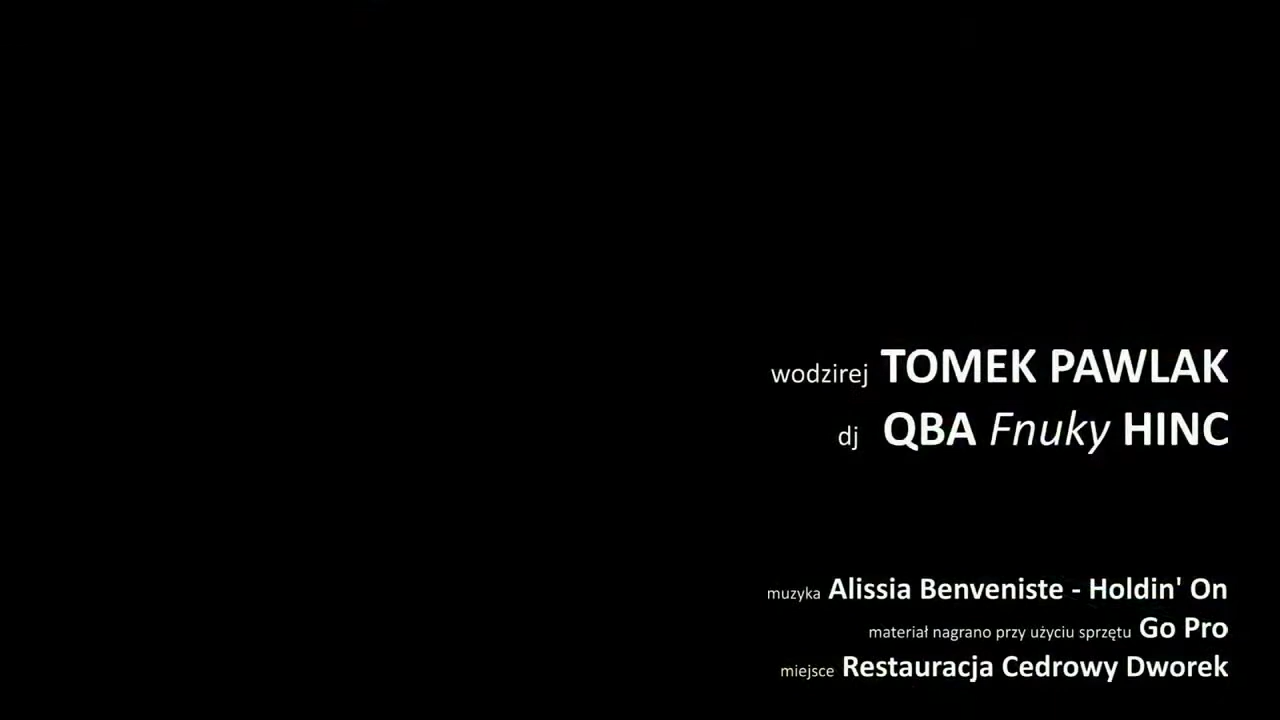 wodzirej TOMEK PAWLAK
dj QBA Fnuky HINC
muzyka Alissia Benveniste - Holdin' On
materiał nagrano przy użyciu sprzętu Go Pro
miejsce Restauracja Cedrowy Dworek